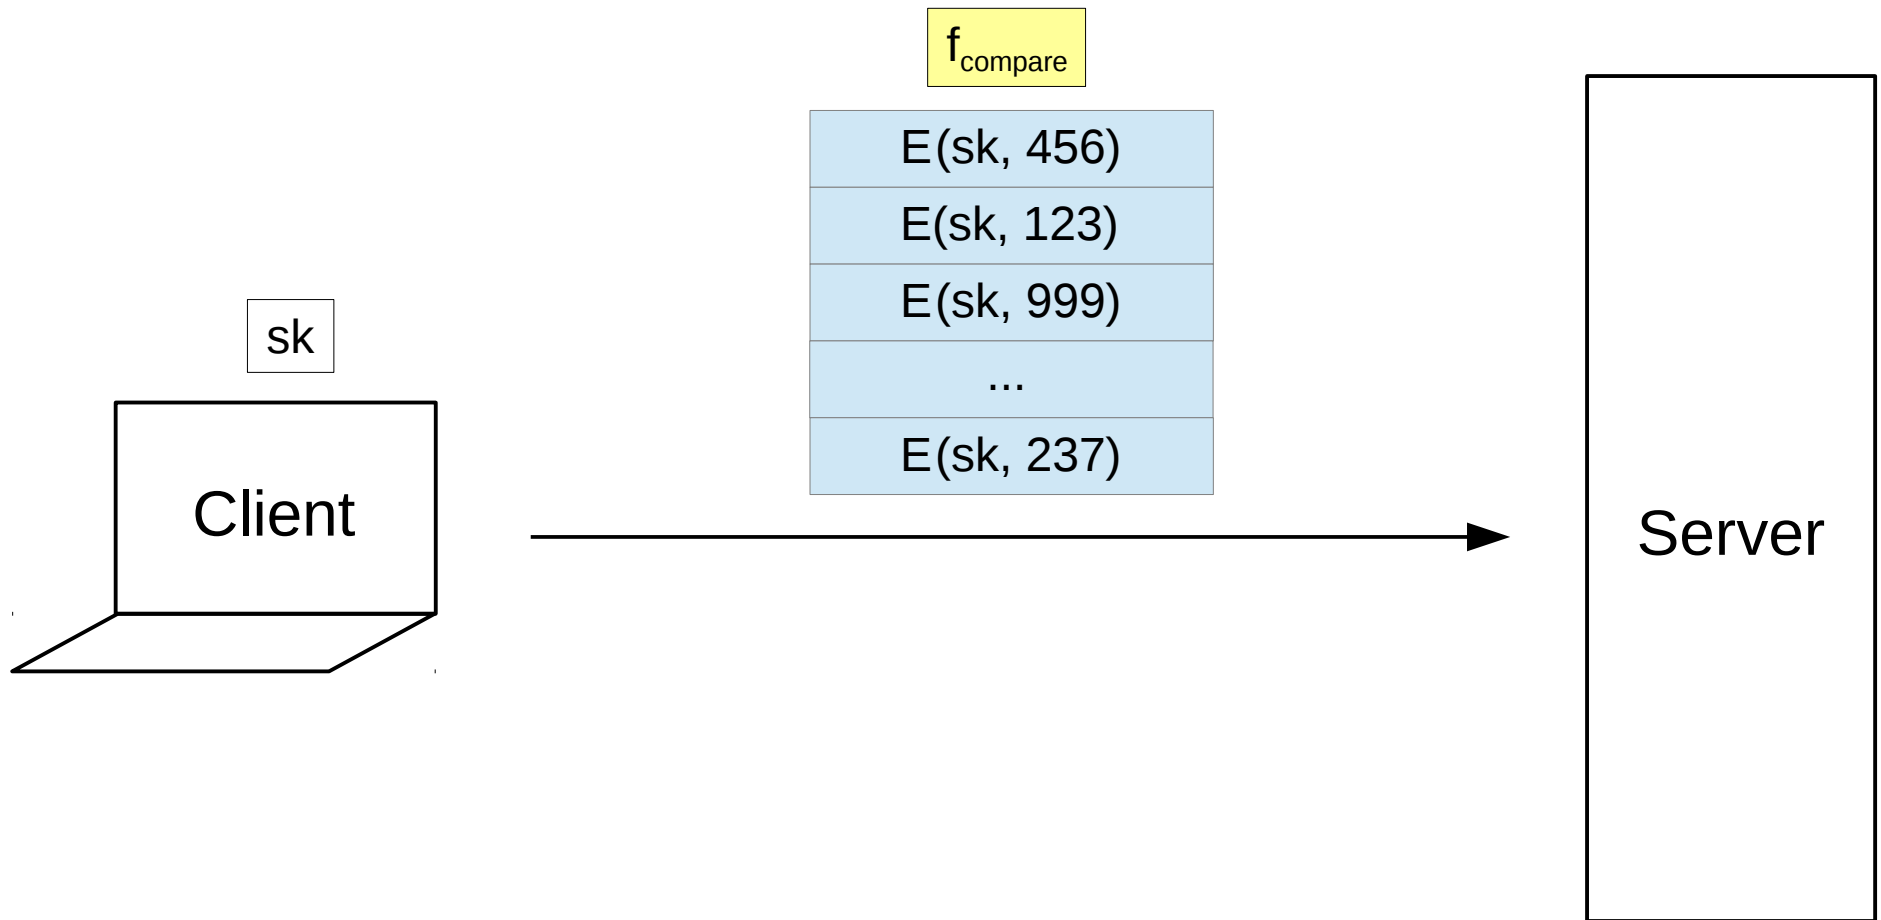 f_compare
E(sk, 456)
E(sk, 123)
E(sk, 999)
...
E(sk, 237)
sk
Client
Server